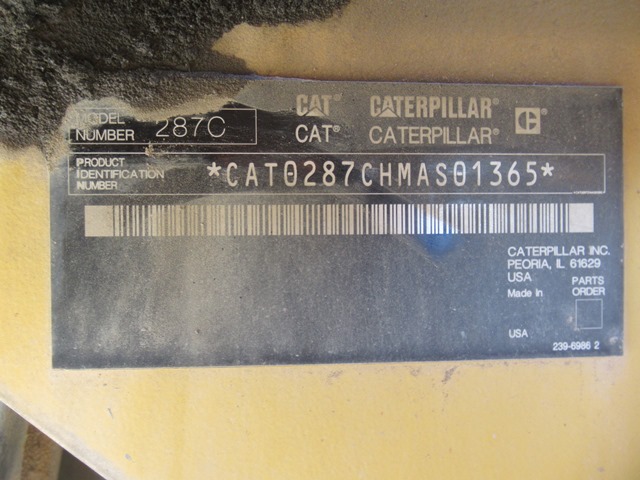 MODEL NUMBER 287C
CAT CATERPILLAR C
CAT® CATERPILLAR®
PRODUCT IDENTIFICATION NUMBER *CAT0287CHMAS01365*
CATERPILLAR INC.
PEORIA, IL 61629
USA
Made in
PARTS ORDER
USA
239-6986 2